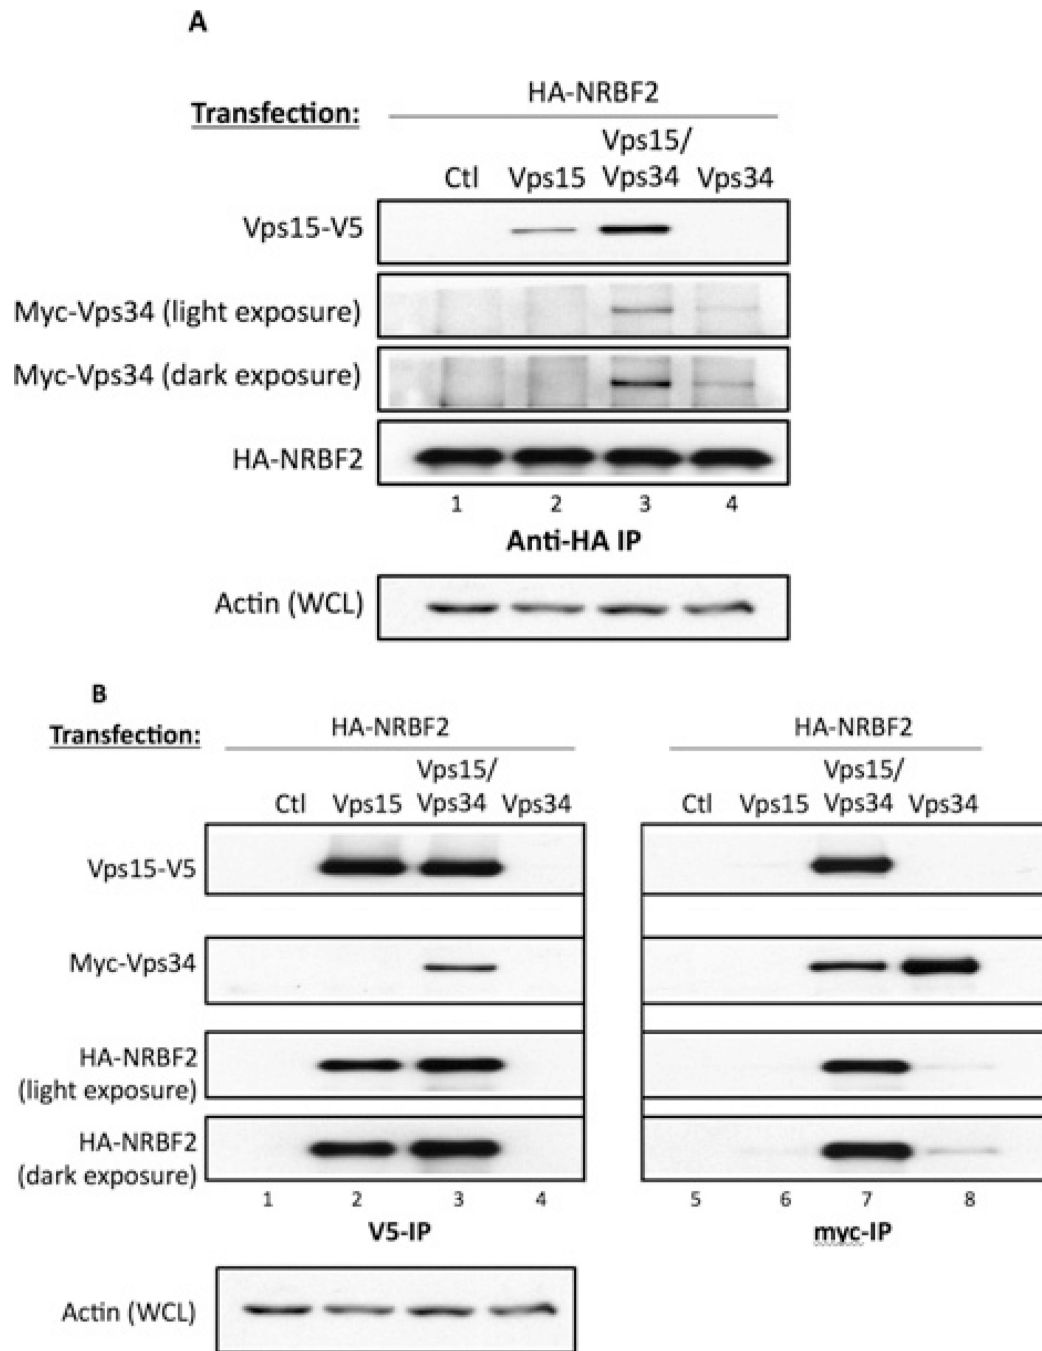 A
Transfection:
HA-NRBF2
Ctl Vps15 Vps15/ Vps34 Vps34
Vps15-V5
Myc-Vps34 (light exposure)
Myc-Vps34 (dark exposure)
HA-NRBF2
1 2 3 4
Anti-HA IP
Actin (WCL)
B
Transfection:
HA-NRBF2 HA-NRBF2
Vps15/ Vps15/
Ctl Vps15 Vps34 Vps34 Ctl Vps15 Vps34 Vps34
Vps15-V5
Myc-Vps34
HA-NRBF2
(light exposure)
HA-NRBF2
(dark exposure)
1 2 3 4 5 6 7 8
V5-IP myc-IP
Actin (WCL)